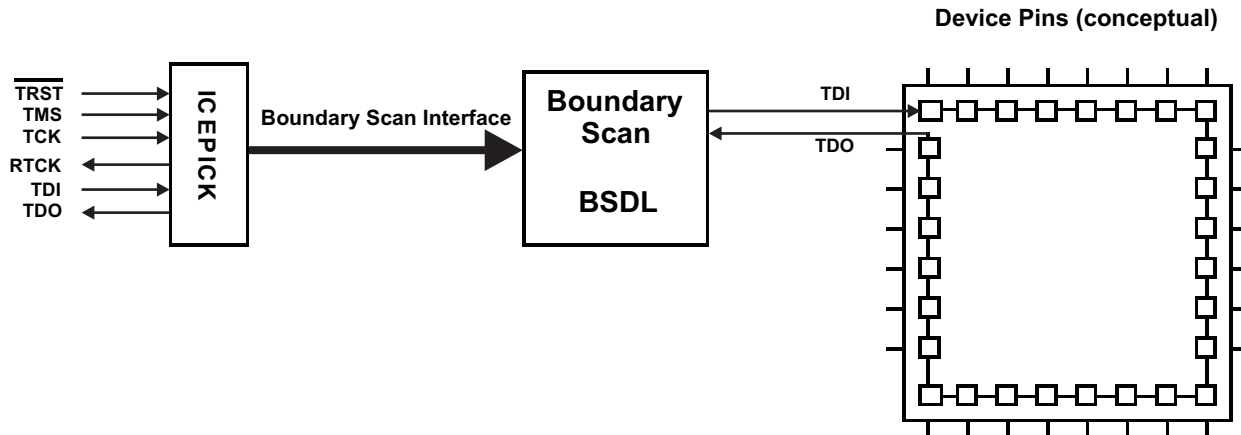 Device Pins (conceptual)
TRST
TMS
TCK
RTCK
TDI
TDO
ICEPICK
Boundary Scan Interface
Boundary
Scan
BSDL
TDI
TDO